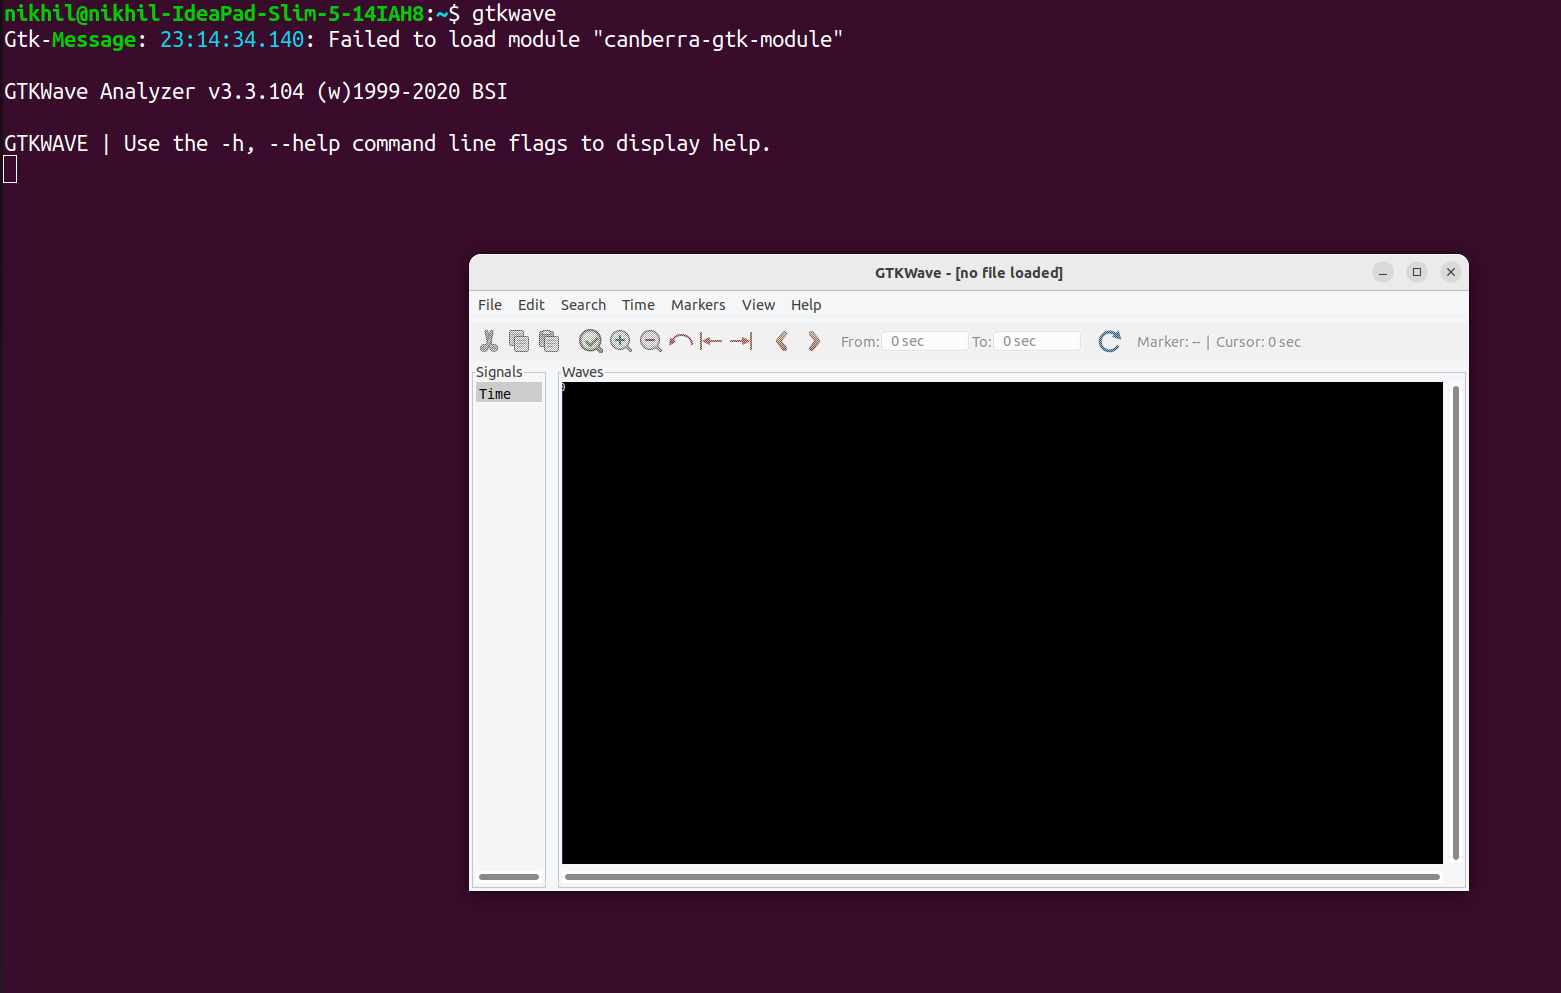 nikhil@nikhil-IdeaPad-Slim-5-14IAH8:~$ gtkwave
Gtk-Message: 23:14:34.140: Failed to load module "canberra-gtk-module"
GTKWave Analyzer v3.3.104 (w)1999-2020 BSI
GTKWAVE | Use the -h, --help command line flags to display help.
GTKWave - [no file loaded]
File Edit Search Time Markers View Help
From: 0 sec To: 0 sec Marker: -- | Cursor: 0 sec
Signals Waves
Time
0